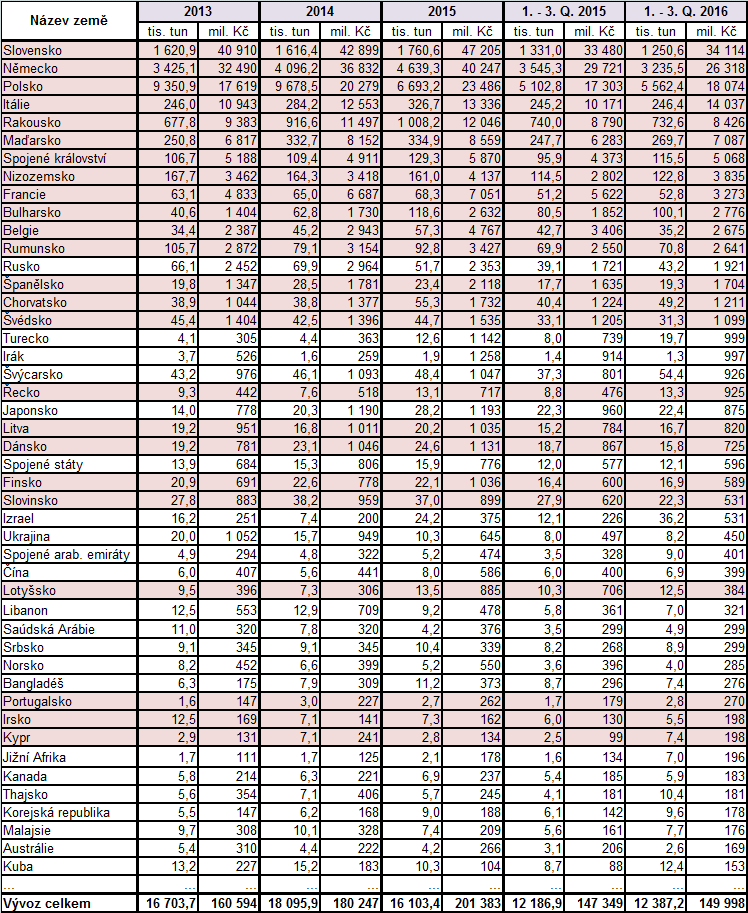 Název země 2013 2014 2015 1. - 3. Q. 2015 1. - 3. Q. 2016
tis. tun mil. Kč tis. tun mil. Kč tis. tun mil. Kč tis. tun mil. Kč tis. tun mil. Kč
Slovensko 1 620,9 40 910 1 616,4 42 899 1 760,6 47 205 1 331,0 33 480 1 250,6 34 114
Německo 3 425,1 32 490 4 096,2 36 832 4 639,3 40 247 3 545,3 29 721 3 235,5 26 318
Polsko 9 350,9 17 619 9 678,5 20 279 6 693,2 23 486 5 102,8 17 303 5 562,4 18 074
Itálie 246,0 10 943 284,2 12 553 326,7 13 336 245,2 10 171 246,4 14 037
Rakousko 677,8 9 383 916,6 11 497 1 008,2 12 046 740,0 8 790 732,6 8 426
Maďarsko 250,8 6 817 332,7 8 152 334,9 8 559 247,7 6 283 269,7 7 087
Spojené království 106,7 5 188 109,4 4 911 129,3 5 870 95,9 4 373 115,5 5 068
Nizozemsko 167,7 3 462 164,3 3 418 161,0 4 137 114,5 2 802 122,8 3 835
Francie 63,1 4 833 65,0 6 687 68,3 7 051 51,2 5 622 52,8 3 273
Bulharsko 40,6 1 404 62,8 1 730 118,6 2 632 80,5 1 852 100,1 2 776
Belgie 34,4 2 387 45,2 2 943 57,3 4 767 42,7 3 406 35,2 2 675
Rumunsko 105,7 2 872 79,1 3 154 92,8 3 427 69,9 2 550 70,8 2 641
Rusko 66,1 2 452 69,9 2 964 51,7 2 353 39,1 1 721 43,2 1 921
Španělsko 19,8 1 347 28,5 1 781 23,4 2 118 17,7 1 635 19,3 1 704
Chorvatsko 38,9 1 044 38,8 1 377 55,3 1 732 40,4 1 224 49,2 1 211
Švédsko 45,4 1 404 42,5 1 396 44,7 1 535 33,1 1 205 31,3 1 099
Turecko 4,1 305 4,4 363 12,6 1 142 8,0 739 19,7 999
Irák 3,7 526 1,6 259 1,9 1 258 1,4 914 1,3 997
Švýcarsko 43,2 976 46,1 1 093 48,4 1 047 37,3 801 54,4 926
Řecko 9,3 442 7,6 518 13,1 717 8,8 476 13,3 925
Japonsko 14,0 778 20,3 1 190 28,2 1 193 22,3 960 22,4 875
Litva 19,2 951 16,8 1 011 20,2 1 035 15,2 784 16,7 820
Dánsko 19,2 781 23,1 1 046 24,6 1 131 18,7 867 15,8 725
Spojené státy 13,9 684 15,3 806 15,9 776 12,0 577 12,1 596
Finsko 20,9 691 22,6 778 22,1 1 036 16,4 600 16,9 589
Slovinsko 27,8 883 38,2 959 37,0 899 27,9 620 22,3 531
Izrael 16,2 251 7,4 200 24,2 375 12,1 226 36,2 531
Ukrajina 20,0 1 052 15,7 949 10,3 645 8,0 497 8,2 450
Spojené arab. emiráty 4,9 294 4,8 322 5,2 474 3,5 328 9,0 401
Čína 6,0 407 5,6 441 8,0 586 6,0 400 6,9 399
Lotyšsko 9,5 396 7,3 306 13,5 885 10,3 706 12,5 384
Libanon 12,5 553 12,9 709 9,2 478 5,8 361 7,0 321
Saúdská Arábie 11,0 320 7,8 320 4,2 376 3,5 299 4,9 299
Srbsko 9,1 345 9,1 345 10,4 339 8,2 268 8,9 299
Norsko 8,2 452 6,6 399 5,2 550 3,6 396 4,0 285
Bangladéš 6,3 175 7,9 309 11,2 373 8,7 296 7,4 276
Portugalsko 1,6 147 3,0 227 2,7 262 1,7 179 2,8 270
Irsko 12,5 169 7,1 141 7,3 162 6,0 130 5,5 198
Kypr 2,9 131 7,1 241 2,8 134 2,5 99 7,4 198
Jižní Afrika 1,7 111 1,7 125 2,1 178 1,6 134 7,0 196
Kanada 5,8 214 6,3 221 6,9 237 5,4 185 5,9 183
Thajsko 5,6 354 7,1 406 5,7 245 4,1 181 10,4 181
Korejská republika 5,5 147 6,2 168 9,0 188 6,1 142 9,6 178
Malajsie 9,7 308 10,1 328 7,4 209 5,6 161 7,7 176
Austrálie 5,4 310 4,4 222 4,2 266 3,1 206 2,6 169
Kuba 13,2 227 15,2 183 10,3 104 8,7 88 12,4 153
... ... ... ... ... ... ... ... ... ... ...
Vývoz celkem 16 703,7 160 594 18 095,9 180 247 16 103,4 201 383 12 186,9 147 349 12 387,2 149 998